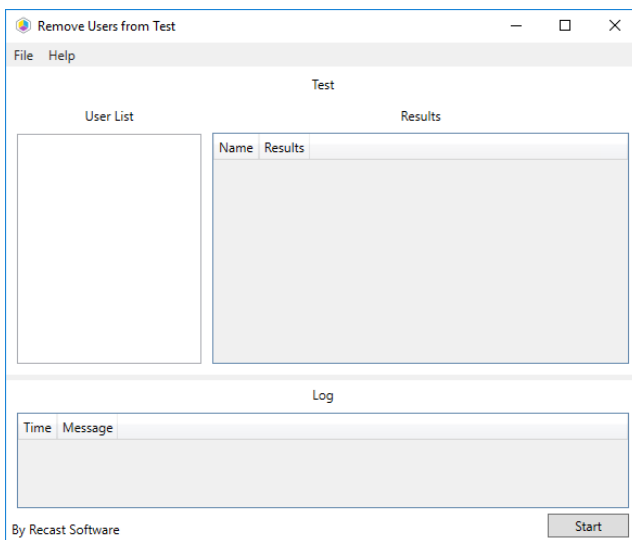 Remove Users from Test
File Help
Test
User List Results
Name Results
Log
Time Message
By Recast Software Start